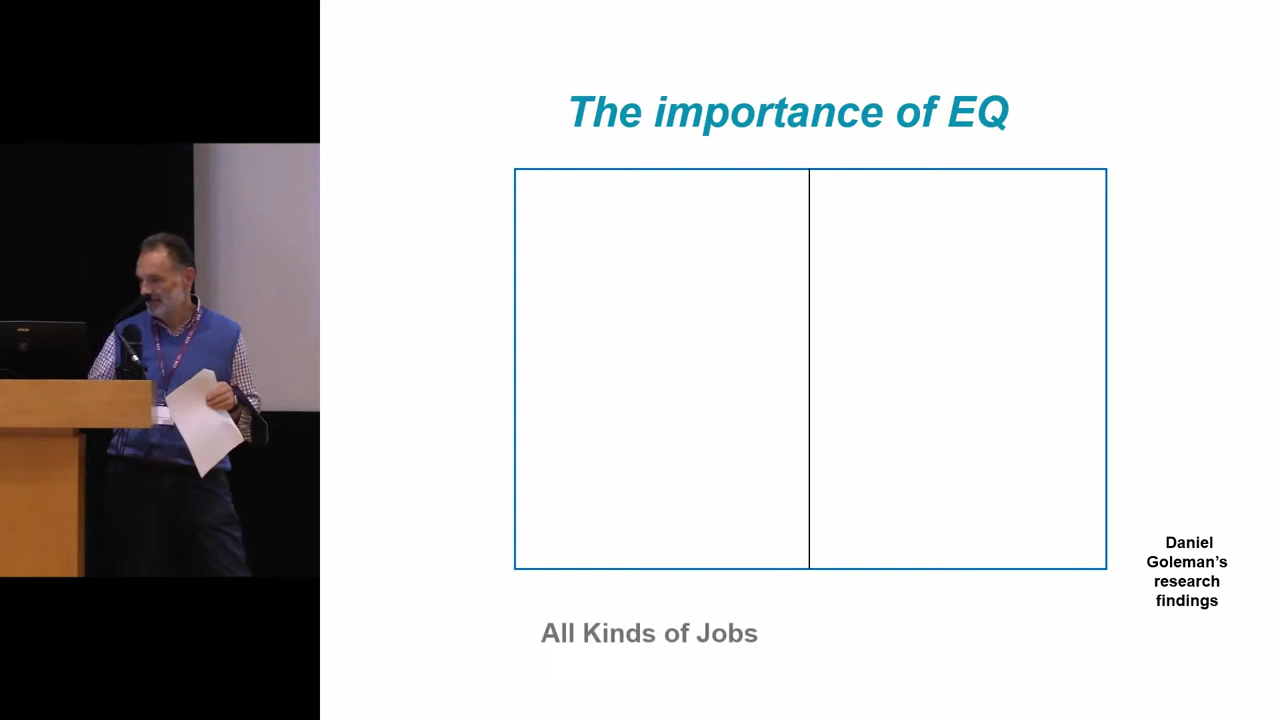 The importance of EQ
Daniel
Goleman's
research
findings
All Kinds of Jobs